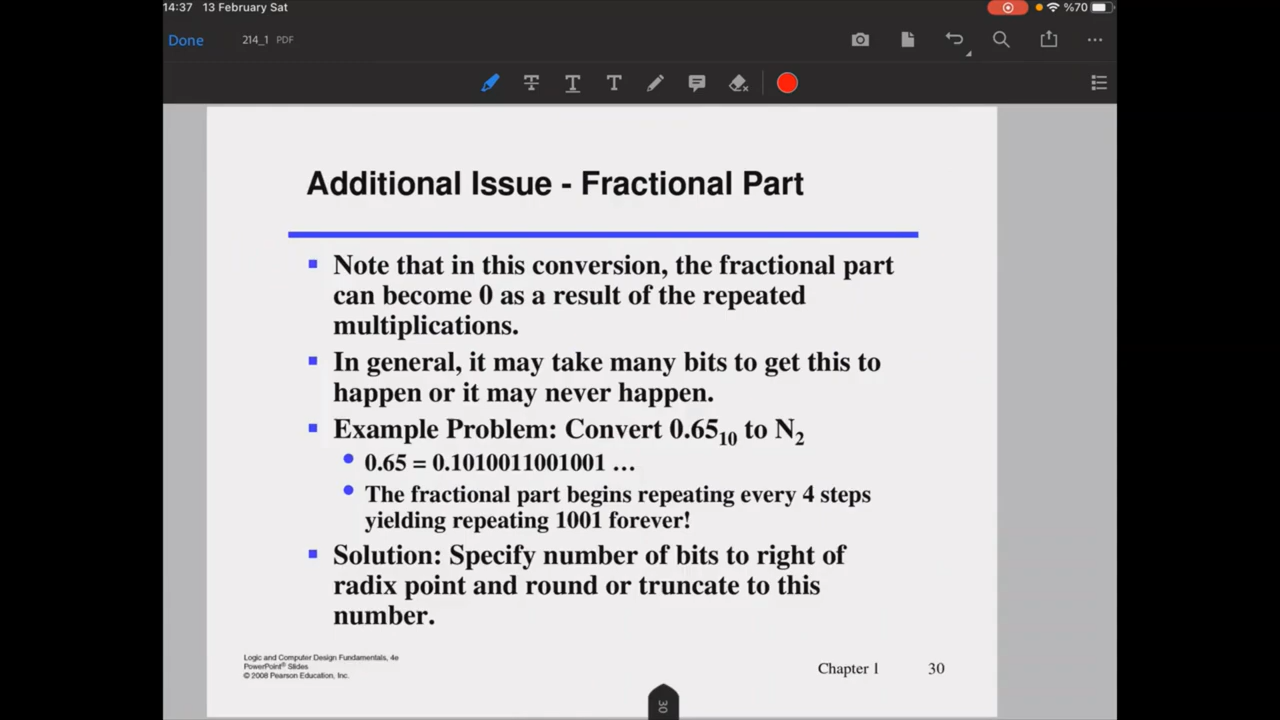 14:37 13 February Sat %70
Done 214_1 PDF
Additional Issue - Fractional Part
Note that in this conversion, the fractional part
can become 0 as a result of the repeated
multiplications.
In general, it may take many bits to get this to
happen or it may never happen.
Example Problem: Convert 0.65₁₀ to N₂
0.65 = 0.1010011001001 …
The fractional part begins repeating every 4 steps
yielding repeating 1001 forever!
Solution: Specify number of bits to right of
radix point and round or truncate to this
number.
Logic and Computer Design Fundamentals, 4e
PowerPoint® Slides
© 2008 Pearson Education, Inc.
Chapter 1 30
30